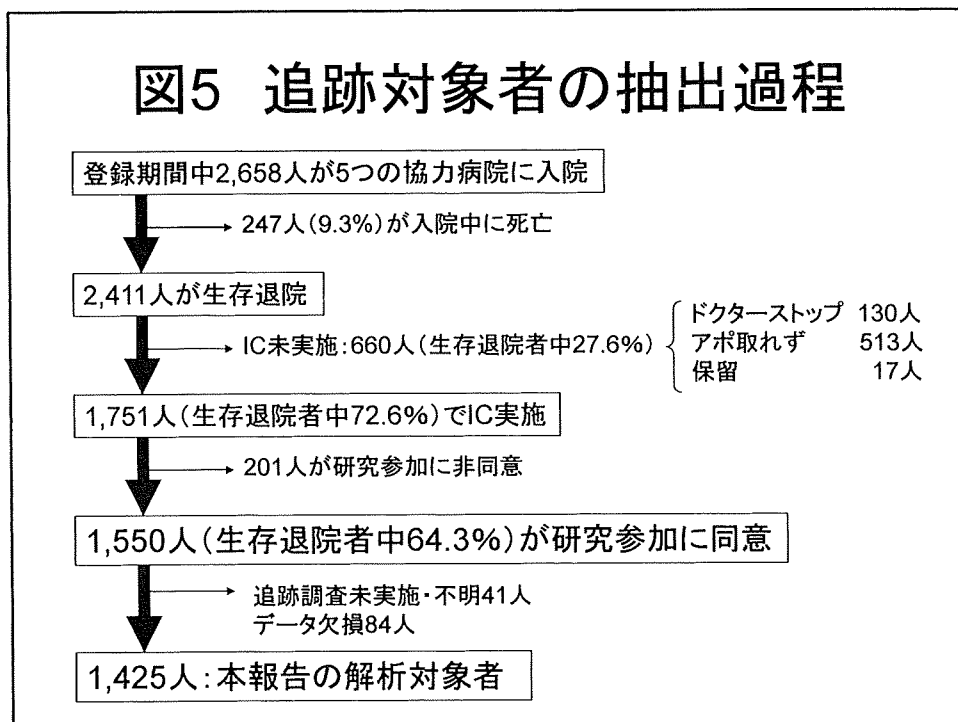 図5 追跡対象者の抽出過程
登録期間中2,658人が5つの協力病院に入院
247人(9.3%)が入院中に死亡
2,411人が生存退院
IC未実施:660人(生存退院者中27.6%)
ドクターストップ 130人
アポ取れず 513人
保留 17人
1,751人(生存退院者中72.6%)でIC実施
201人が研究参加に非同意
1,550人(生存退院者中64.3%)が研究参加に同意
追跡調査未実施・不明41人
データ欠損84人
1,425人:本報告の解析対象者